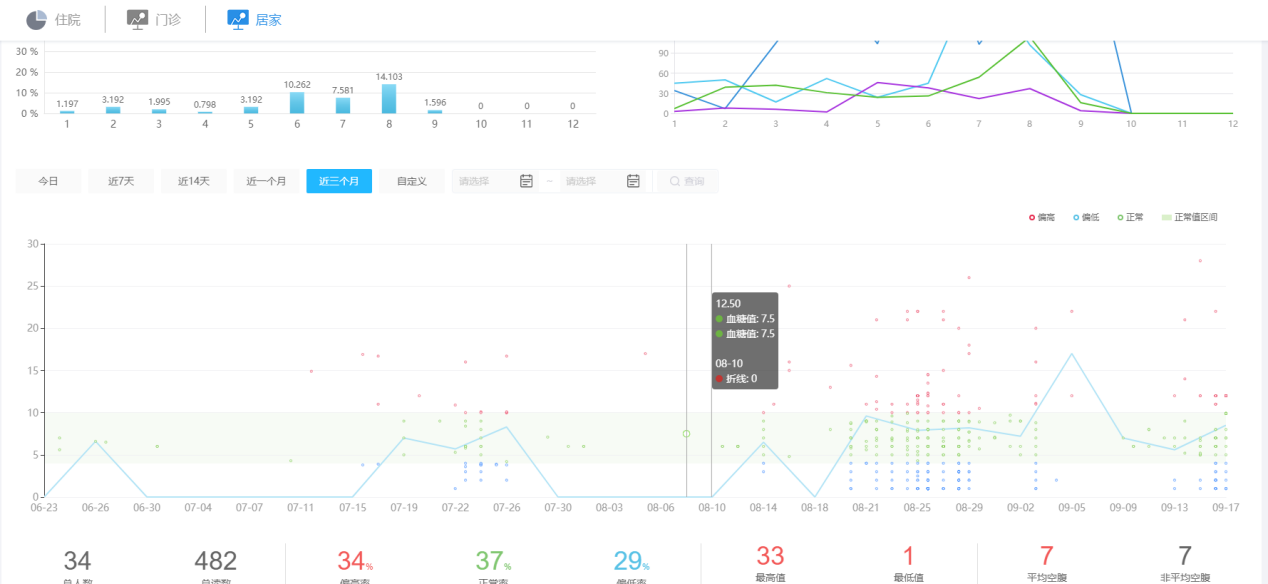 住院 门诊 居家
30 %
20 %
10 %
0 %
1.197 3.192 1.995 0.798 3.192 10.262 7.581 14.103 1.596 0 0 0
1 2 3 4 5 6 7 8 9 10 11 12
90
60
30
0
1 2 3 4 5 6 7 8 9 10 11 12
今日 近7天 近14天 近一个月 近三个月 自定义 请选择 ~ 请选择 查询
偏高 偏低 正常 正常值区间
30
25
20
15
10
5
0
12.50
血糖值: 7.5
血糖值: 7.5
08-10
折线: 0
06-23 06-26 06-30 07-04 07-07 07-11 07-15 07-19 07-22 07-26 07-30 08-03 08-06 08-10 08-14 08-18 08-21 08-25 08-29 09-02 09-05 09-09 09-13 09-17
34 482 34% 37% 29% 33 1 7 7
总人数 总读数 偏高率 正常率 偏低率 最高值 最低值 平均空腹 非平均空腹